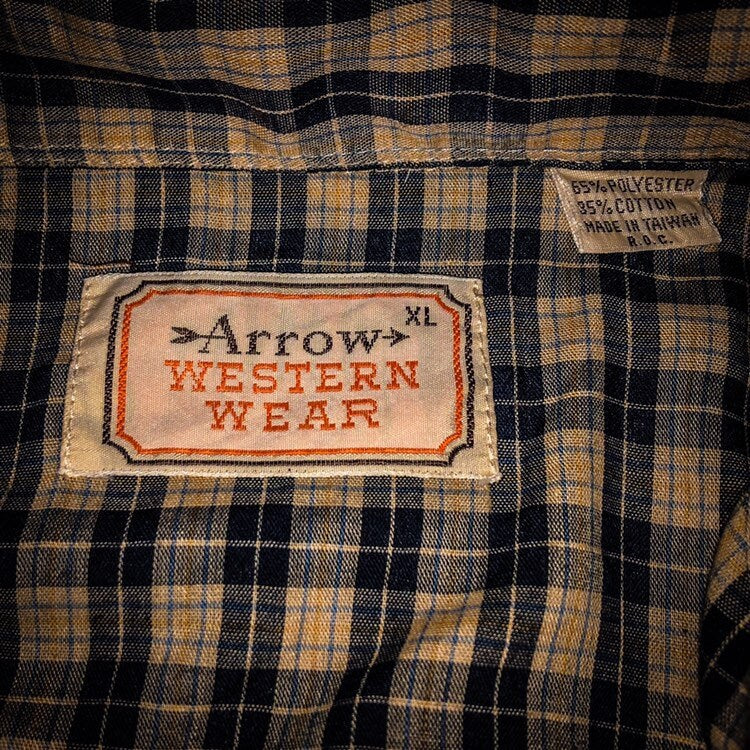 65% POLYESTER
35% COTTON
MADE IN TAIWAN
R.O.C.
XL
Arrow
WESTERN
WEAR